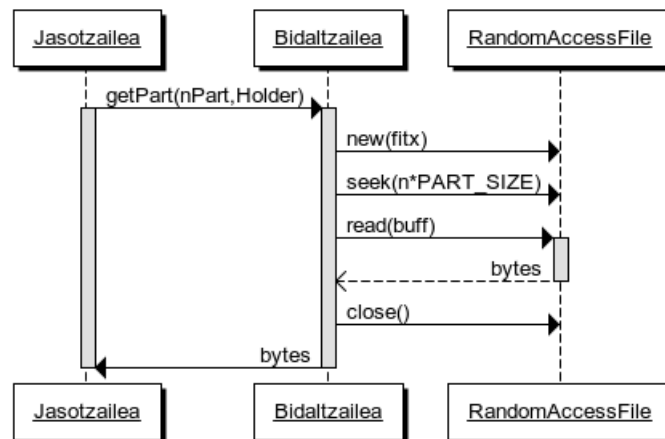 Jasotzailea
Bidaltzailea
RandomAccessFile
getPart(nPart,Holder)
new(fitx)
seek(n*PART_SIZE)
read(buff)
bytes
close()
bytes
Jasotzailea
Bidaltzailea
RandomAccessFile